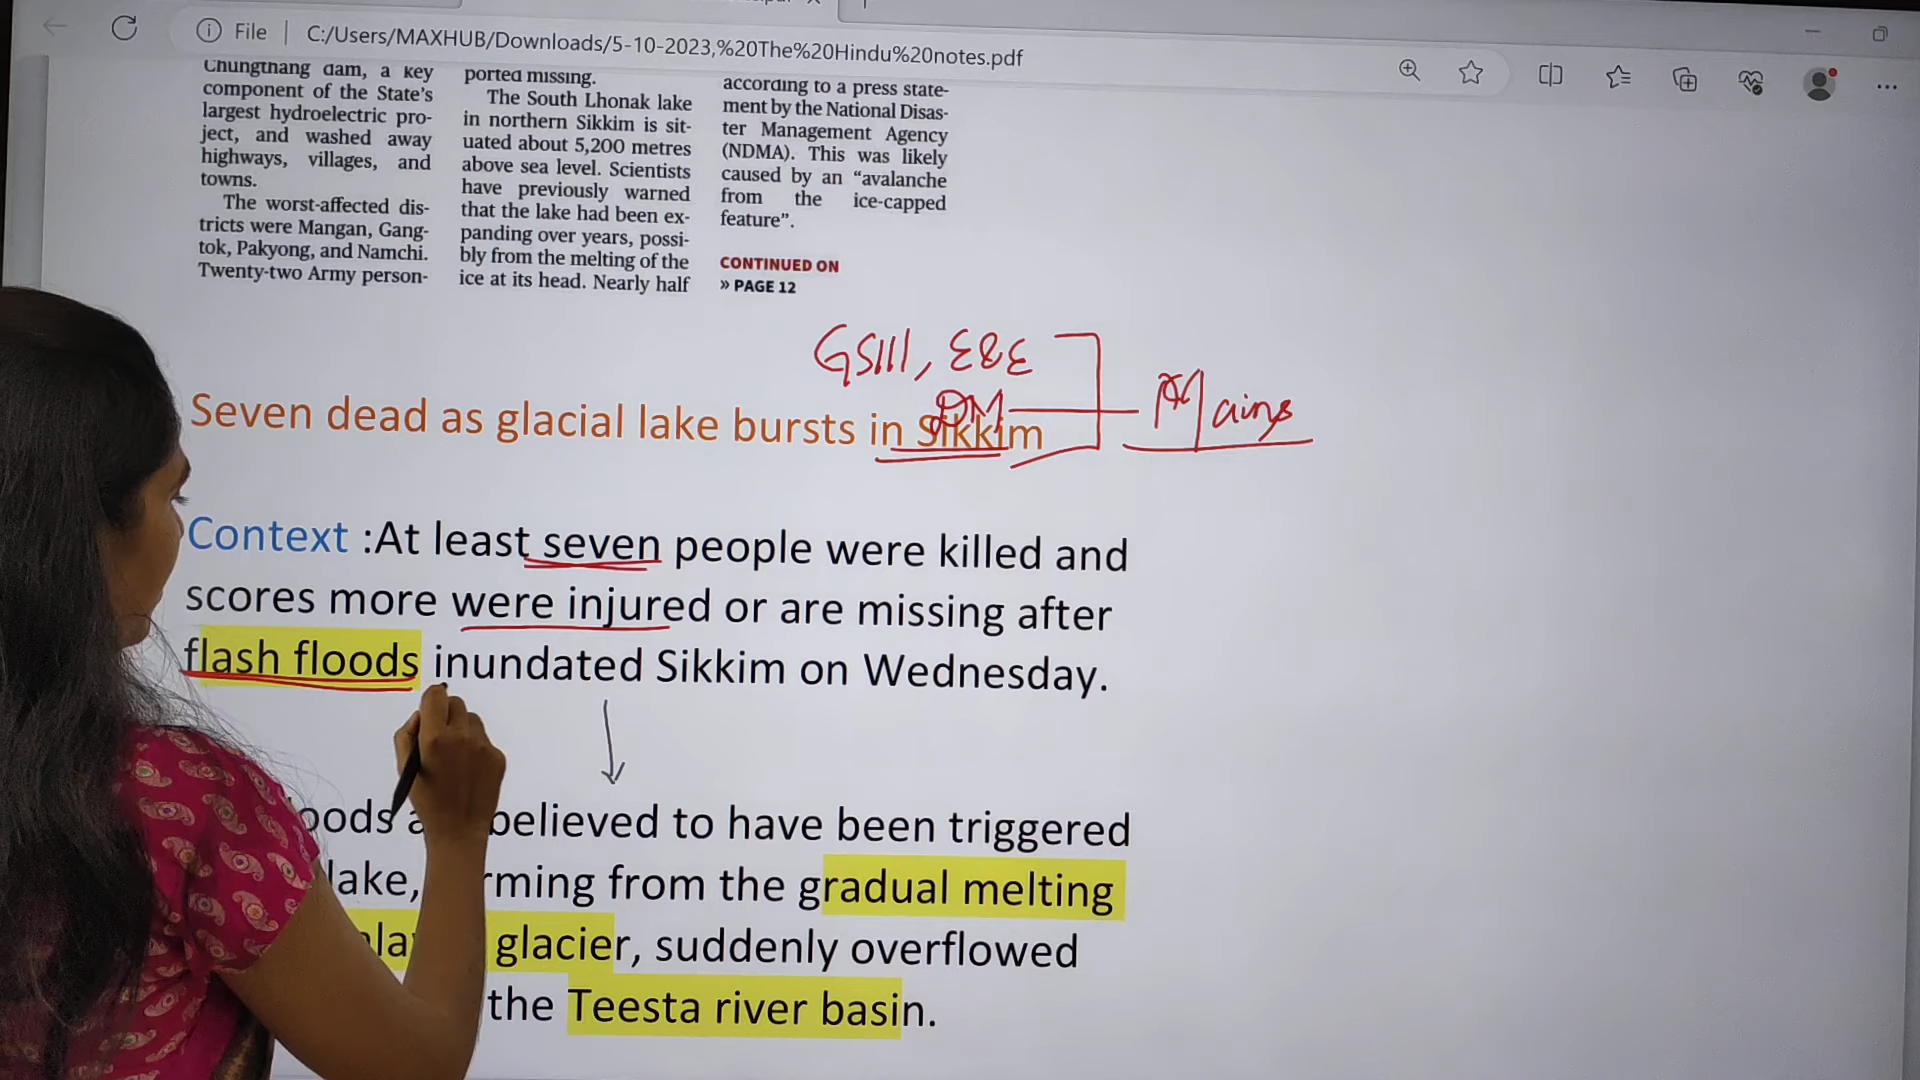 File | C:/Users/MAXHUB/Downloads/5-10-2023,%20The%20Hindu%20notes.pdf
Chungthang dam, a key
component of the State's
largest hydroelectric pro-
ject, and washed away
highways, villages, and
towns.
The worst-affected dis-
tricts were Mangan, Gang-
tok, Pakyong, and Namchi.
Twenty-two Army person-
ported missing.
The South Lhonak lake
in northern Sikkim is sit-
uated about 5,200 metres
above sea level. Scientists
have previously warned
that the lake had been ex-
panding over years, possi-
bly from the melting of the
ice at its head. Nearly half
according to a press state-
ment by the National Disas-
ter Management Agency
(NDMA). This was likely
caused by an “avalanche
from the ice-capped
feature”.
CONTINUED ON
» PAGE 12
GSIII, E&E
DM
Mains
Seven dead as glacial lake bursts in Sikkim
Context :At least seven people were killed and
scores more were injured or are missing after
flash floods inundated Sikkim on Wednesday.
believed to have been triggered
lake, from the gradual melting
glacier, suddenly overflowed
the Teesta river basin.